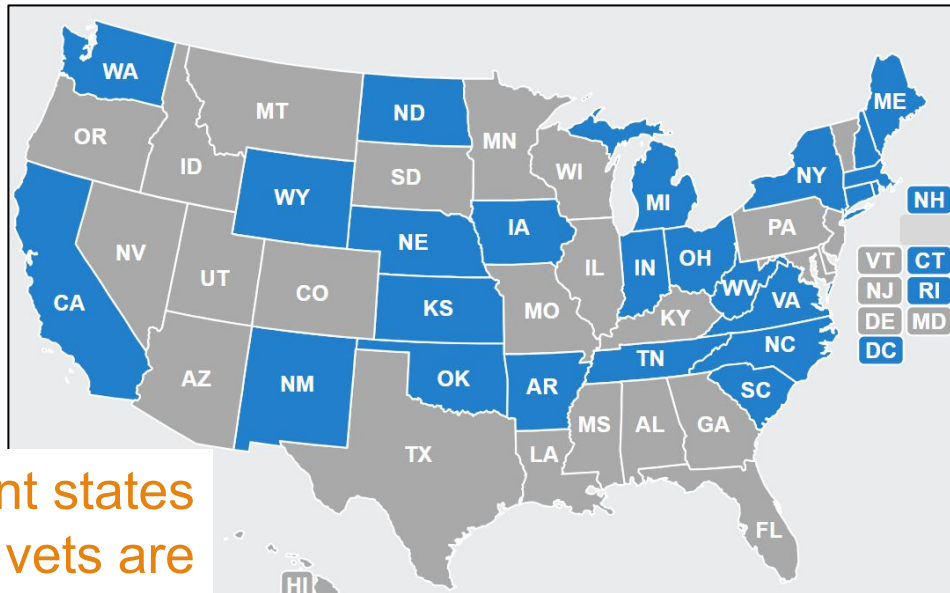 WA
MT
ND
MN
ME
OR
ID
SD
WI
NY
WY
MI
NH
IA
PA
NE
NV
OH
IL
IN
VT
CT
UT
CO
WV
NJ
RI
CA
KS
MO
VA
KY
DE
MD
NC
DC
TN
AZ
NM
OK
AR
SC
MS
AL
GA
TX
LA
nt states
FL
vets are
HI